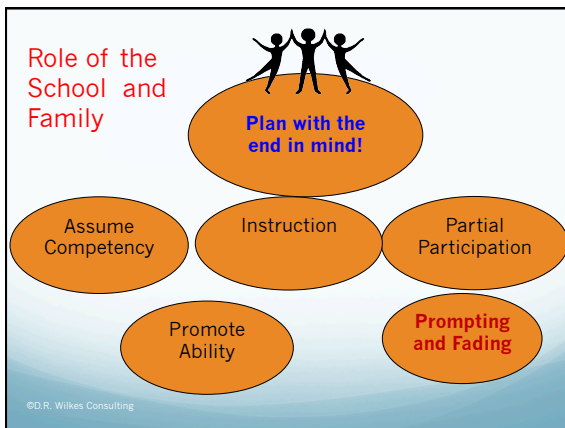 Role of the
School and
Family
Plan with the
end in mind!
Assume
Competency
Instruction
Partial
Participation
Promote
Ability
Prompting
and Fading
©D.R. Wilkes Consulting